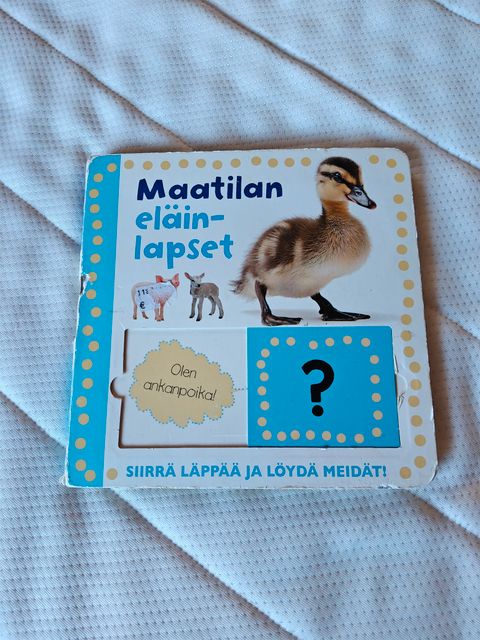 Maatilan
eläin-
lapset
Olen
ankanpoika!
?
SIIRRÄ LÄPPÄÄ JA LÖYDÄ MEIDÄT!